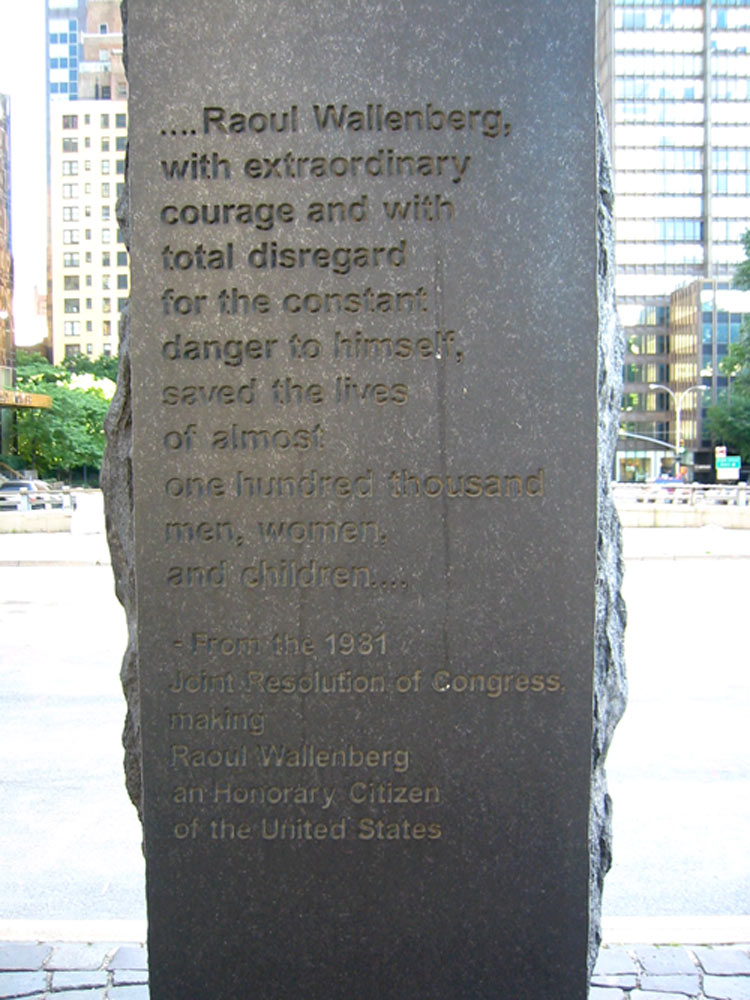 ....Raoul Wallenberg,
with extraordinary
courage and with
total disregard
for the constant
danger to himself,
saved the lives
of almost
one hundred thousand
men, women,
and children....
- From the 1981
Joint Resolution of Congress
making
Raoul Wallenberg
an Honorary Citizen
of the United States